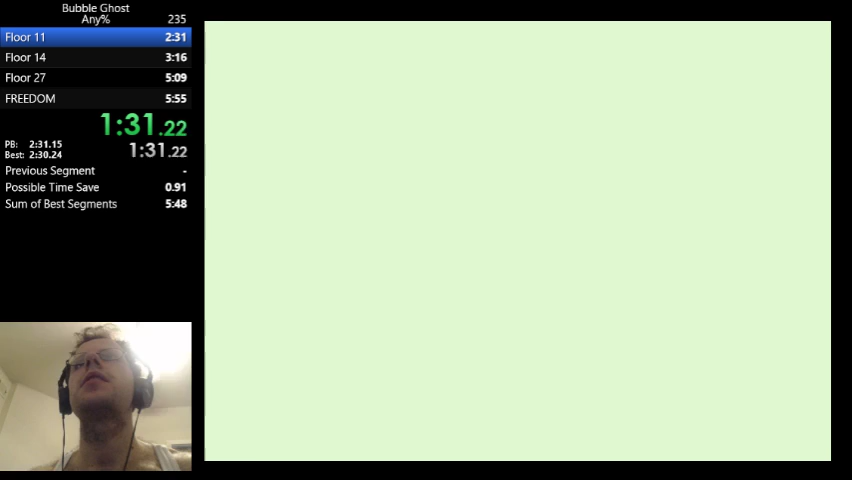 Bubble Ghost
Any% 235
Floor 11 2:31
Floor 14 3:16
Floor 27 5:09
FREEDOM 5:55
1:31.22
PB: 2:31.15
Best: 2:30.24
1:31.22
Previous Segment -
Possible Time Save 0.91
Sum of Best Segments 5:48